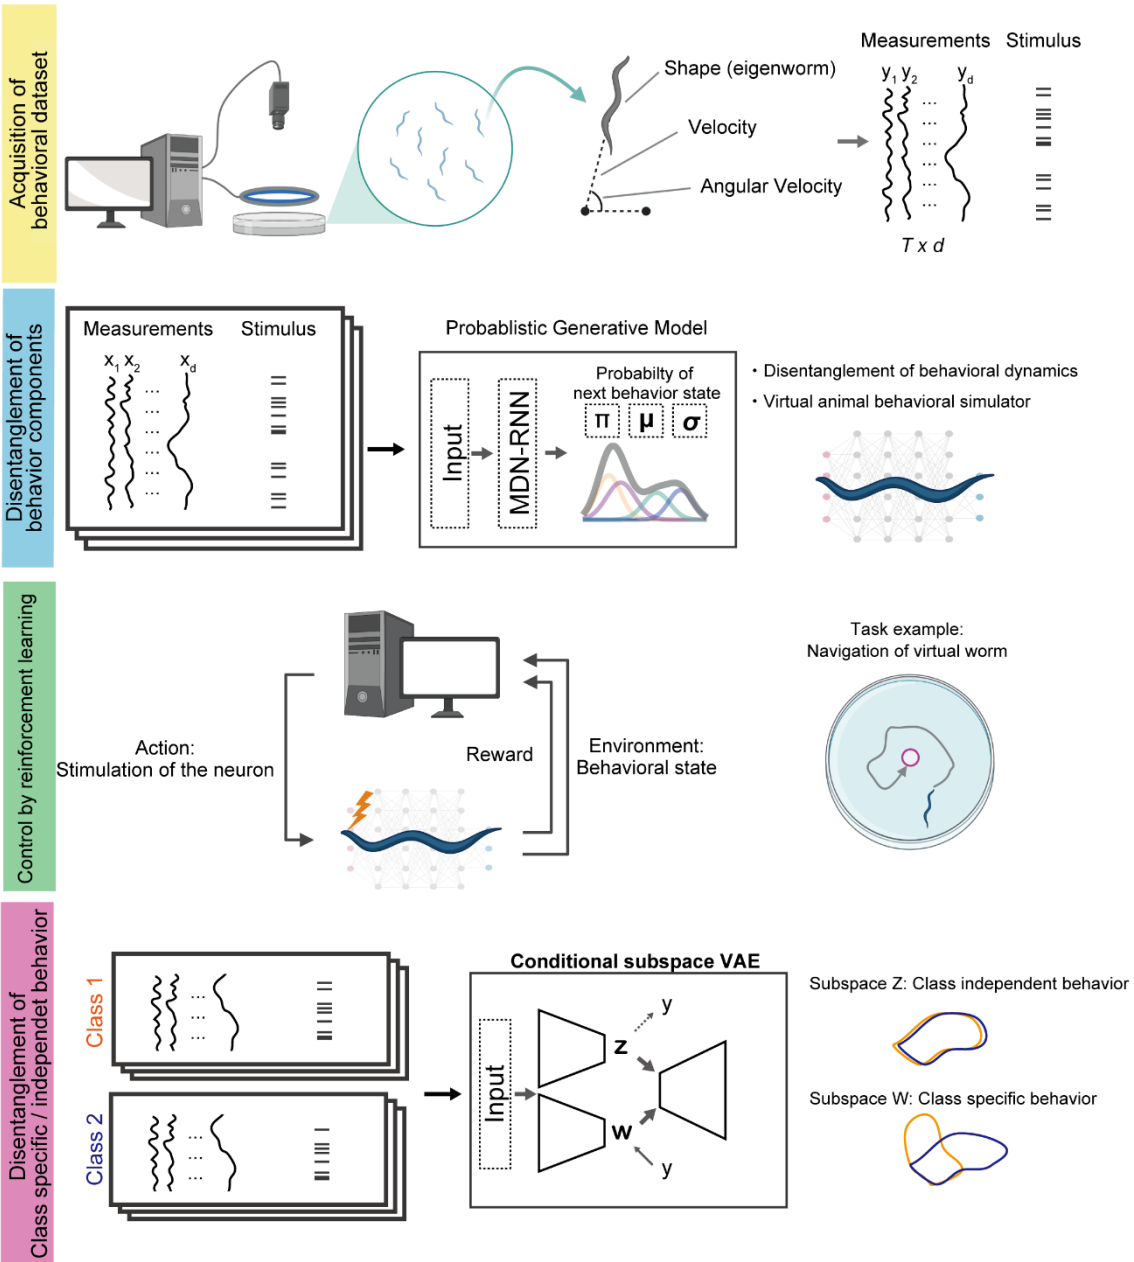 Acquisition of
behavioral dataset
Shape (eigenworm)
Velocity
Angular Velocity
Measurements
Stimulus
y1 y2 yd
...
...
...
...
...
T x d
Disentanglement of
behavior components
Measurements
Stimulus
x1 x2 xd
...
...
...
...
...
Probablistic Generative Model
Input
MDN-RNN
Probabilty of
next behavior state
π μ σ
・Disentanglement of behavioral dynamics
・Virtual animal behavioral simulator
Control by reinforcement learning
Action:
Stimulation of the neuron
Reward
Environment:
Behavioral state
Task example:
Navigation of virtual worm
Disentanglement of
Class specific / independet behavior
Class 1
...
...
...
Class 2
...
...
...
Conditional subspace VAE
Input
z
w
y
y
Subspace Z: Class independent behavior
Subspace W: Class specific behavior